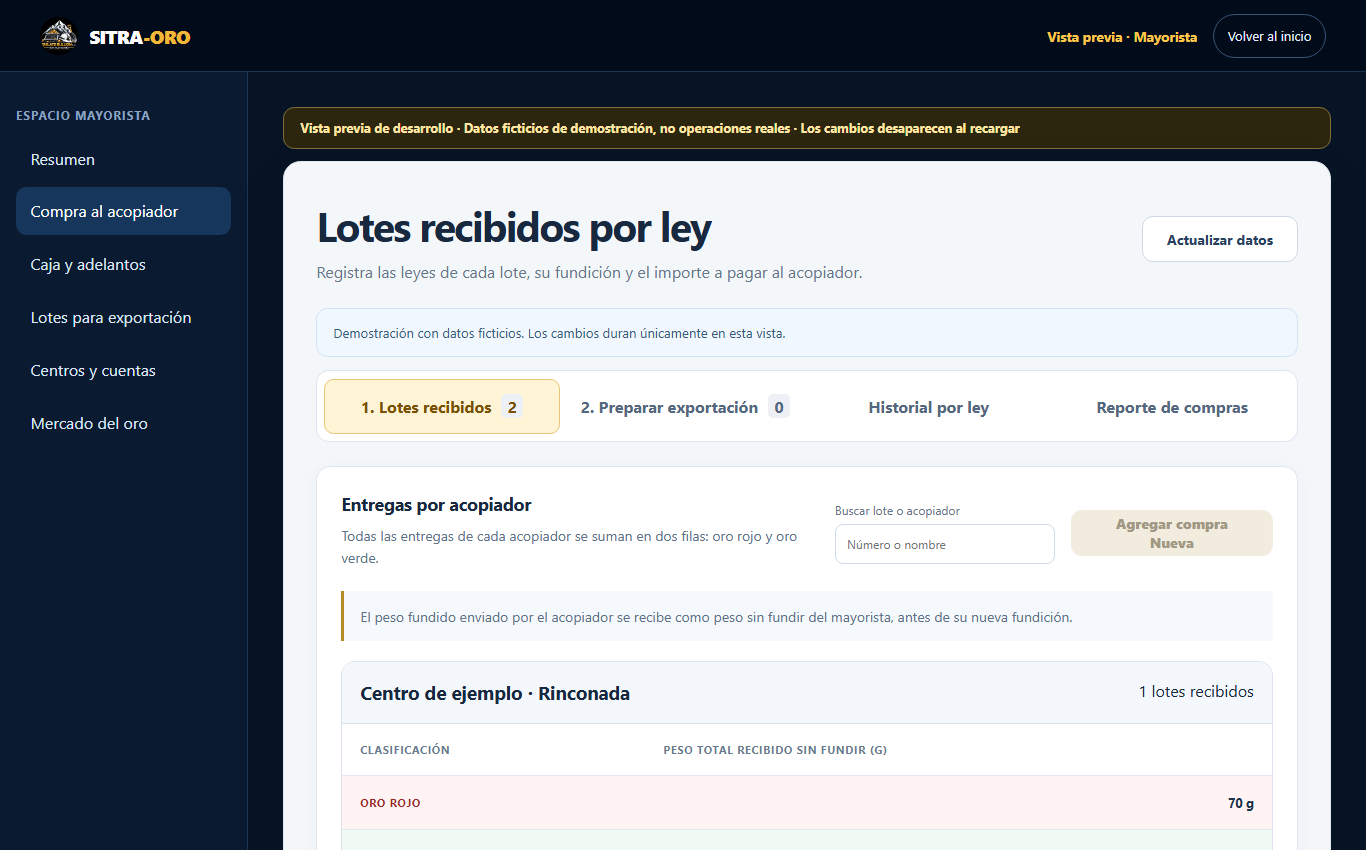 SITRA-ORO
Vista previa · Mayorista
Volver al inicio
ESPACIO MAYORISTA
Resumen
Compra al acopiador
Caja y adelantos
Lotes para exportación
Centros y cuentas
Mercado del oro
Vista previa de desarrollo · Datos ficticios de demostración, no operaciones reales · Los cambios desaparecen al recargar
Lotes recibidos por ley
Registra las leyes de cada lote, su fundición y el importe a pagar al acopiador.
Actualizar datos
Demostración con datos ficticios. Los cambios duran únicamente en esta vista.
1. Lotes recibidos 2
2. Preparar exportación 0
Historial por ley
Reporte de compras
Entregas por acopiador
Todas las entregas de cada acopiador se suman en dos filas: oro rojo y oro
verde.
Buscar lote o acopiador
Número o nombre
Agregar compra
Nueva
El peso fundido enviado por el acopiador se recibe como peso sin fundir del mayorista, antes de su nueva fundición.
Centro de ejemplo · Rinconada
1 lotes recibidos
CLASIFICACIÓN
PESO TOTAL RECIBIDO SIN FUNDIR (G)
ORO ROJO
70 g